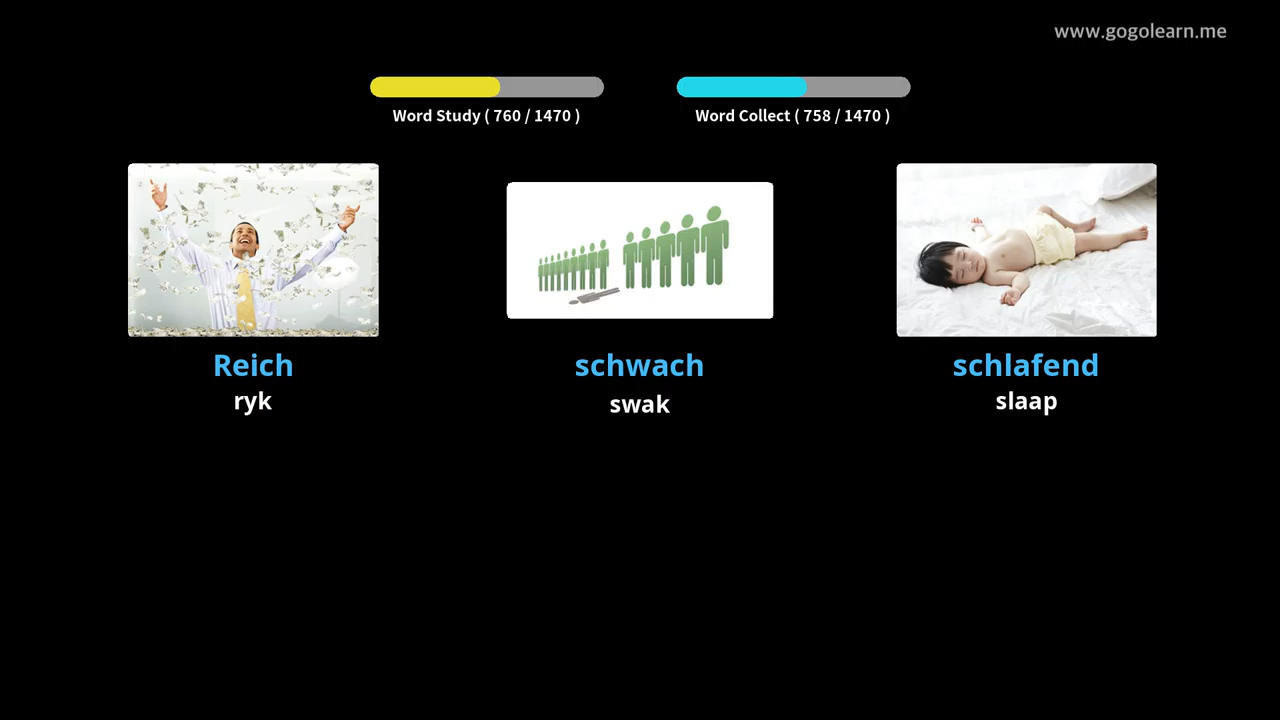 www.gogolearn.me
Word Study ( 760 / 1470 )
Word Collect ( 758 / 1470 )
Reich
ryk
schwach
swak
schlafend
slaap